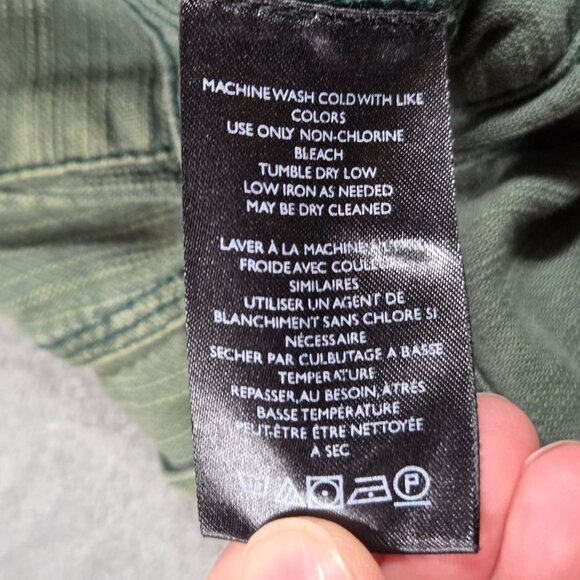 MACHINE WASH COLD WITH LIKE
COLORS
USE ONLY NON-CHLORINE
BLEACH
TUMBLE DRY LOW
LOW IRON AS NEEDED
MAY BE DRY CLEANED
LAVER À LA MACHINE À L'EAU
FROIDE AVEC
SIMILAIRES
UTILISER UN AGENT DE
BLANCHIMENT SANS CHLORE SI
NÉCESSAIRE
SECHER PAR CULBUTAGE A BASSE
TEMPERATURE
REPASSER, AU BESOIN, À TRÈS
BASSE TEMPÉRATURE
PEUT-ÊTRE ÊTRE NETTOYÉE
À SEC
P